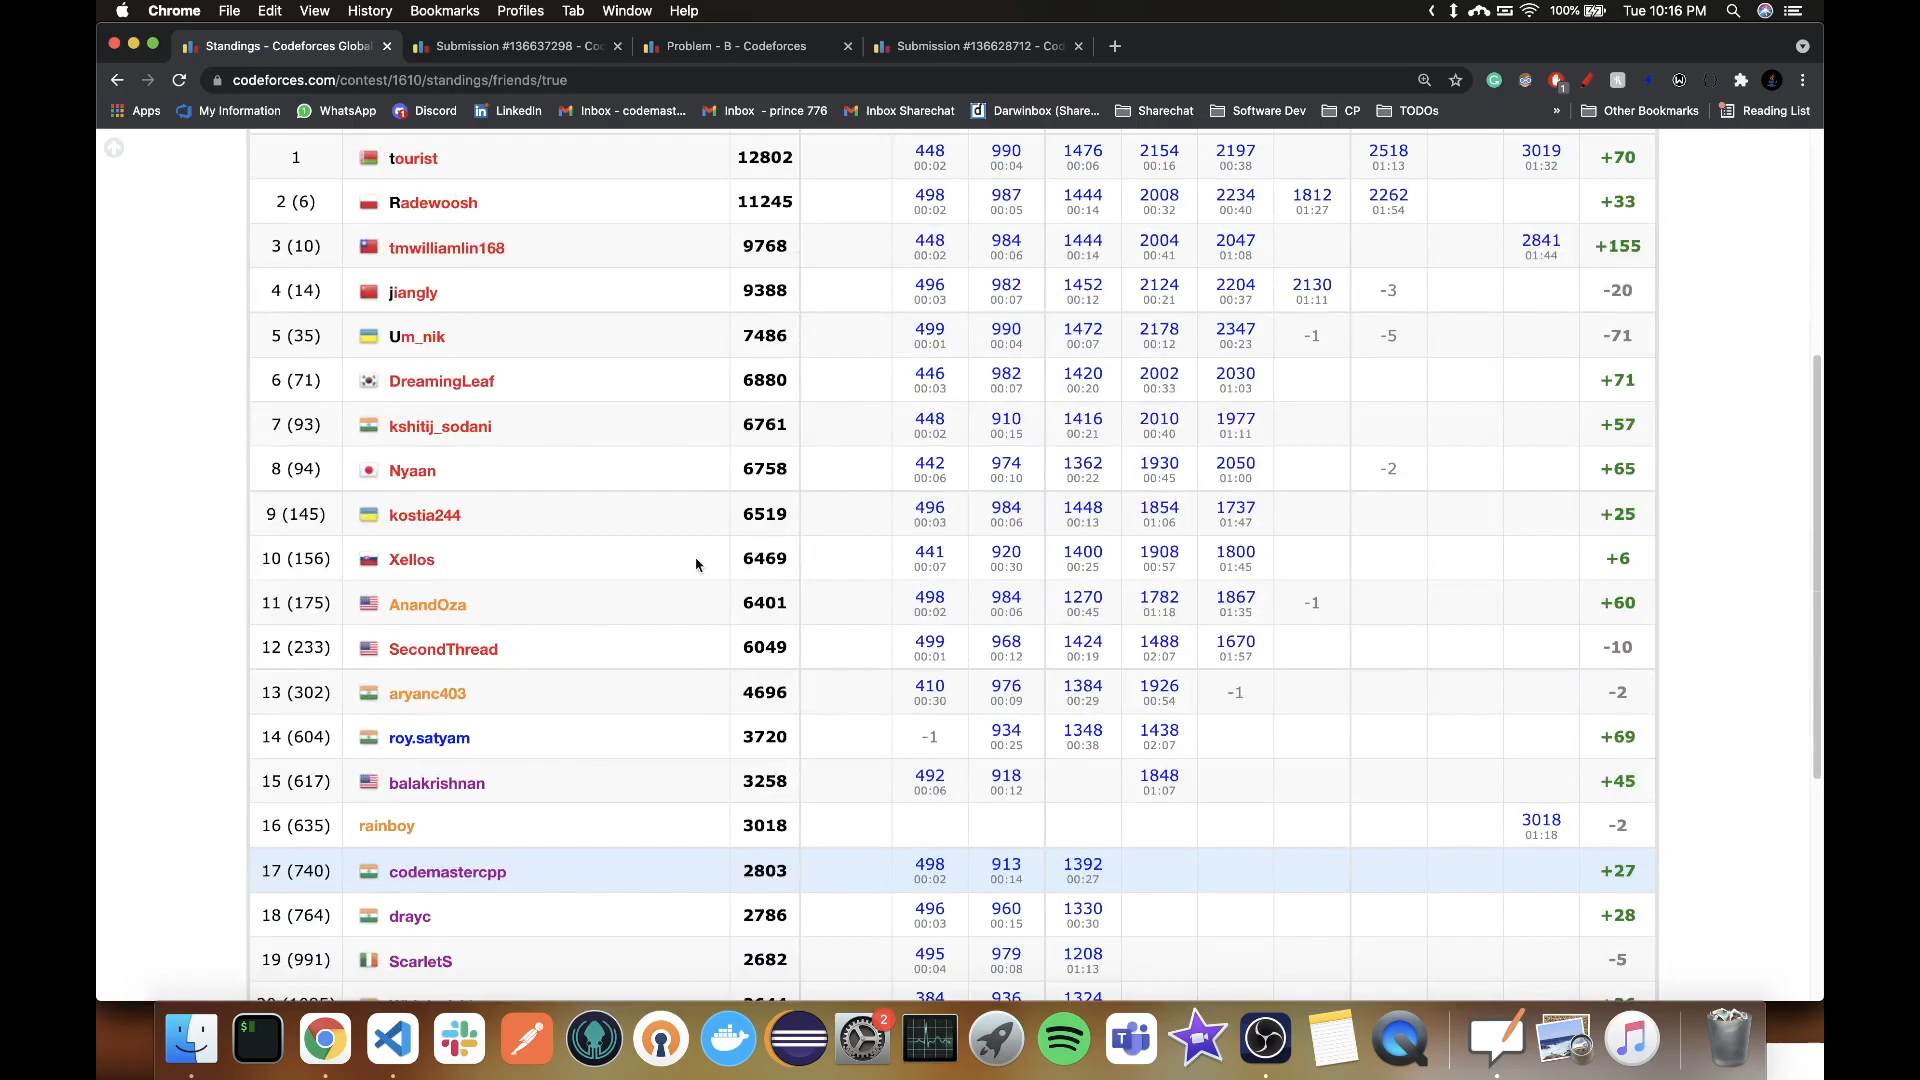 Chrome File Edit View History Bookmarks Profiles Tab Window Help 100% Tue 10:16 PM
Standings - Codeforces Global Submission #136637298 - Co Problem - B - Codeforces Submission #136628712 - Cod
codeforces.com/contest/1610/standings/friends/true
Apps My Information WhatsApp Discord LinkedIn Inbox - codemast... Inbox - prince 776 Inbox Sharechat Darwinbox (Share... Sharechat Software Dev CP TODOs » Other Bookmarks Reading List
1 tourist 12802 448 990 1476 2154 2197 2518 3019 +70
00:02 00:04 00:06 00:16 00:38 01:13 01:32
2 (6) Radewoosh 11245 498 987 1444 2008 2234 1812 2262 +33
00:02 00:05 00:14 00:32 00:40 01:27 01:54
3 (10) tmwilliamlin168 9768 448 984 1444 2004 2047 2841 +155
00:02 00:06 00:14 00:41 01:08 01:44
4 (14) jiangly 9388 496 982 1452 2124 2204 2130 -3 -20
00:03 00:07 00:12 00:21 00:37 01:11
5 (35) Um_nik 7486 499 990 1472 2178 2347 -1 -5 -71
00:01 00:04 00:07 00:12 00:23
6 (71) DreamingLeaf 6880 446 982 1420 2002 2030 +71
00:03 00:07 00:20 00:33 01:03
7 (93) kshitij_sodani 6761 448 910 1416 2010 1977 +57
00:02 00:15 00:21 00:40 01:11
8 (94) Nyaan 6758 442 974 1362 1930 2050 -2 +65
00:06 00:10 00:22 00:45 01:00
9 (145) kostia244 6519 496 984 1448 1854 1737 +25
00:03 00:06 00:13 01:06 01:47
10 (156) Xellos 6469 441 920 1400 1908 1800 +6
00:07 00:30 00:25 00:57 01:45
11 (175) AnandOza 6401 498 984 1270 1782 1867 -1 +60
00:02 00:06 00:45 01:18 01:35
12 (233) SecondThread 6049 499 968 1424 1488 1670 -10
00:01 00:12 00:19 02:07 01:57
13 (302) aryanc403 4696 410 976 1384 1926 -1 -2
00:30 00:09 00:29 00:54
14 (604) roy.satyam 3720 -1 934 1348 1438 +69
00:25 00:38 02:07
15 (617) balakrishnan 3258 492 918 1848 +45
00:06 00:12 01:07
16 (635) rainboy 3018 3018 -2
01:18
17 (740) codemastercpp 2803 498 913 1392 +27
00:02 00:14 00:27
18 (764) drayc 2786 496 960 1330 +28
00:03 00:15 00:30
19 (991) ScarletS 2682 495 979 1208 -5
00:04 00:08 01:13
384 936 1324
2